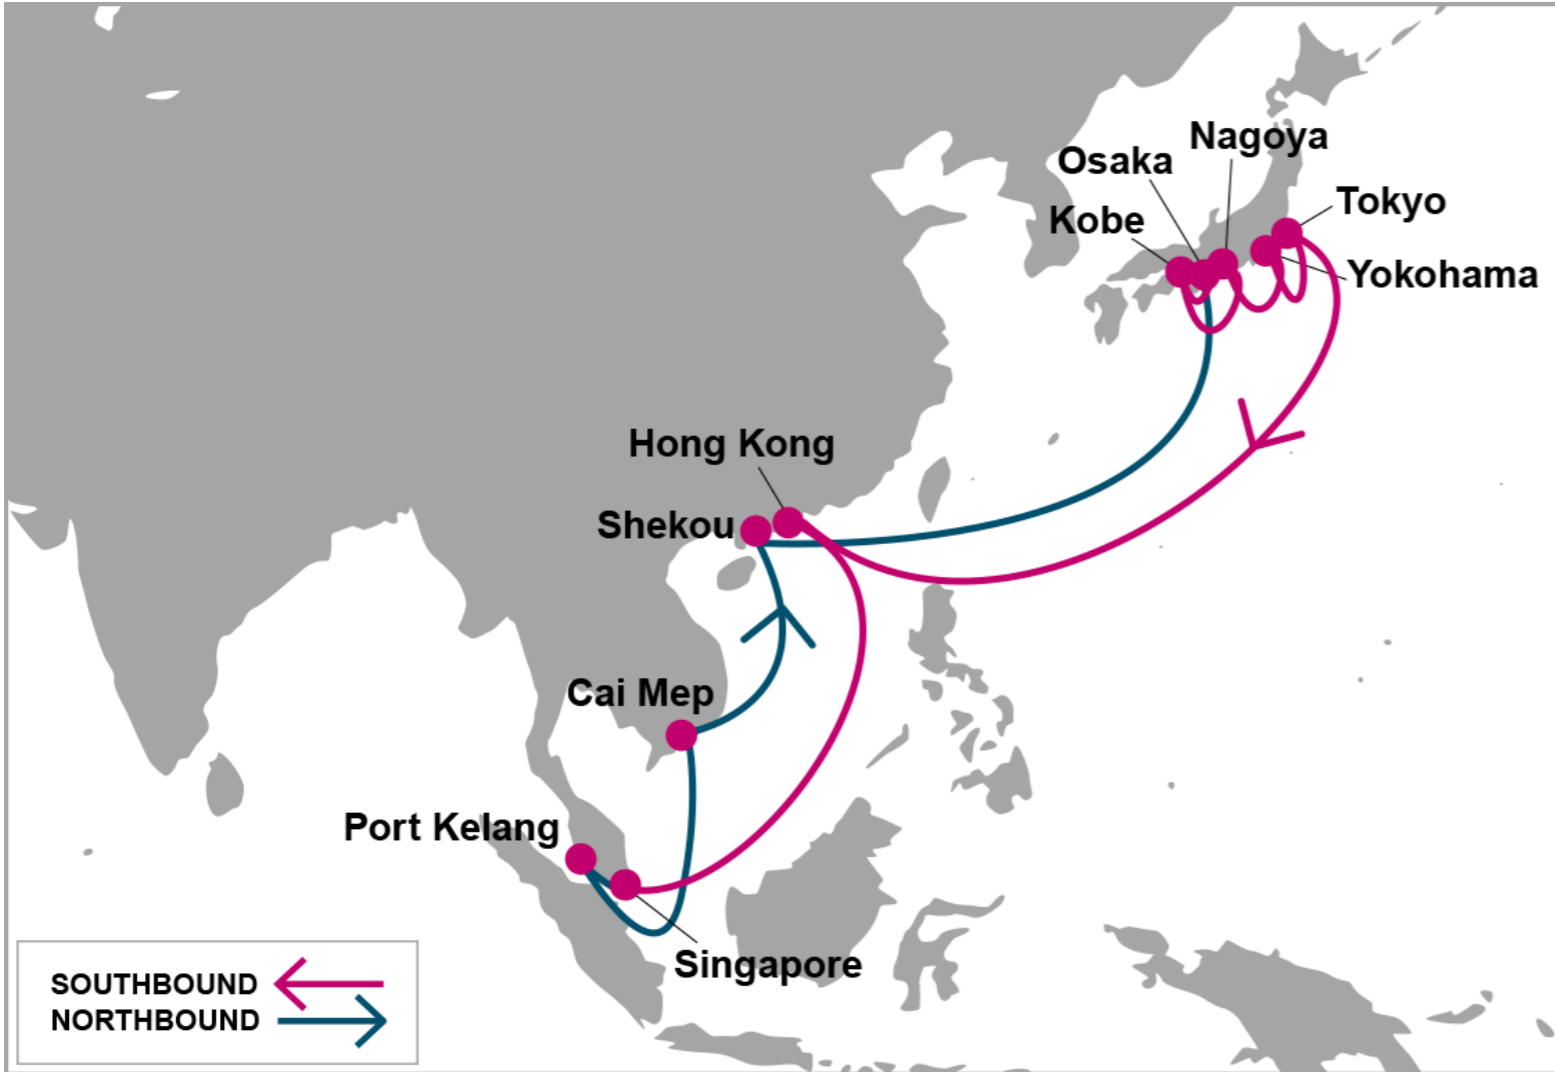 Nagoya
Osaka
Tokyo
Kobe
Yokohama
Hong Kong
Shekou
Cai Mep
Port Kelang
Singapore
SOUTHBOUND
NORTHBOUND